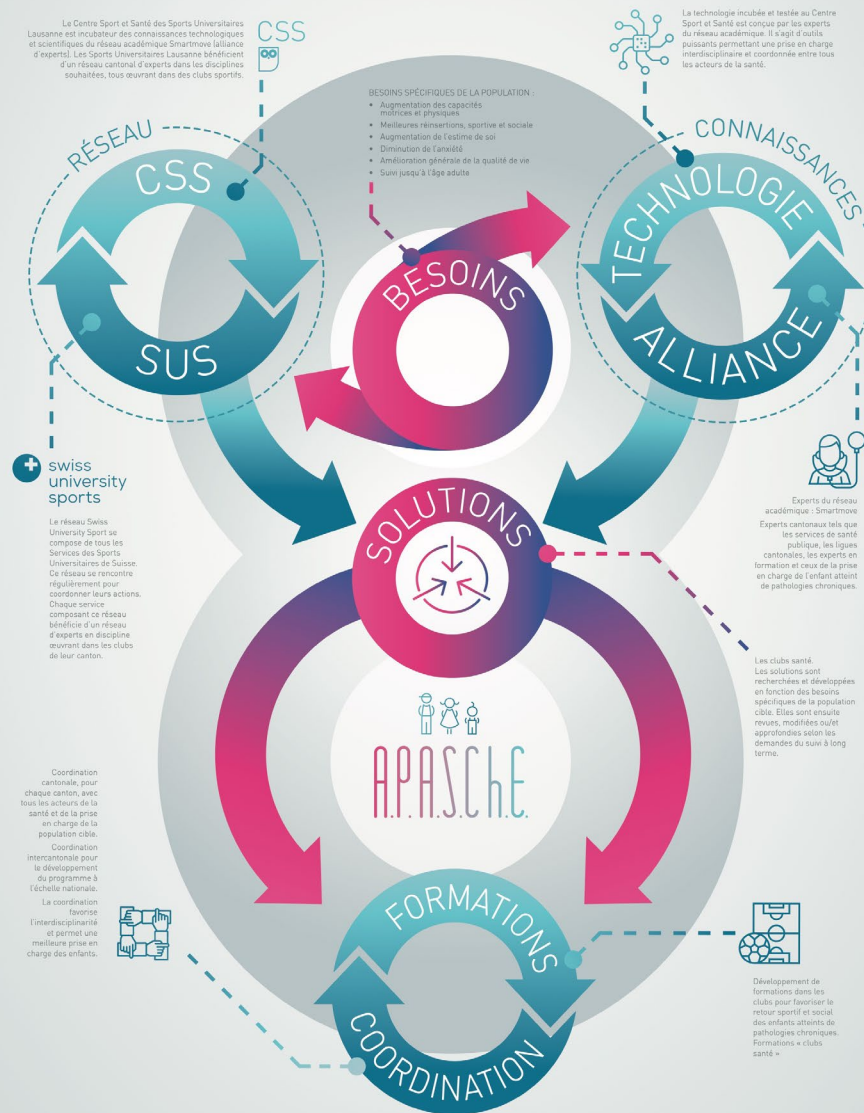 Le Centre Sport et Santé des Sports Universitaires
Lausanne est incubateur des connaissances technologiques
et scientifiques du réseau académique Smartmove (alliance
d'experts). Les Sports Universitaires Lausanne bénéficient
d'un réseau cantonal d'experts dans les disciplines
souhaitées, tous œuvrant dans des clubs sportifs.
CSS
La technologie incubée et testée au Centre
Sport et Santé est conçue par les experts
du réseau académique. Il s'agit d'outils
puissants permettant une prise en charge
interdisciplinaire et coordonnée entre tous
les acteurs de la santé.
BESOINS SPÉCIFIQUES DE LA POPULATION :
• Augmentation des capacités
motrices et physiques
• Meilleures réinsertions, sportive et sociale
• Augmentation de l'estime de soi
• Diminution de l'anxiété
• Amélioration générale de la qualité de vie
• Suivi jusqu'à l'âge adulte
RÉSEAU
CSS
SUS
BESOINS
CONNAISSANCES
TECHNOLOGIE
ALLIANCE
swiss
university
sports
Le réseau Swiss
University Sport se
compose de tous les
Services des Sports
Universitaires de Suisse.
Ce réseau se rencontre
régulièrement pour
coordonner leurs actions.
Chaque service
composant ce réseau
bénéficie d'un réseau
d'experts en discipline
œuvrant dans les clubs
de leur canton.
SOLUTIONS
Experts du réseau
académique : Smartmove
Experts cantonaux tels que
les services de santé
publique, les ligues
cantonales, les experts en
formation et ceux de la prise
en charge de l'enfant atteint
de pathologies chroniques.
Les clubs santé.
Les solutions sont
recherchées et développées
en fonction des besoins
spécifiques de la population
cible. Elles sont ensuite
revues, modifiées ou/et
approfondies selon les
demandes du suivi à long
terme.
A.P.A.S.Ch.E.
Coordination
cantonale, pour
chaque canton, avec
tous les acteurs de la
santé et de la prise
en charge de la
population cible.
Coordination
intercantonale pour
le développement
du programme à
l'échelle nationale.
La coordination
favorise
l'interdisciplinarité
et permet une
meilleure prise en
charge des enfants.
FORMATIONS
COORDINATION
Développement de
formations dans les
clubs pour favoriser le
retour sportif et social
des enfants atteints de
pathologies chroniques.
Formations « clubs
santé »